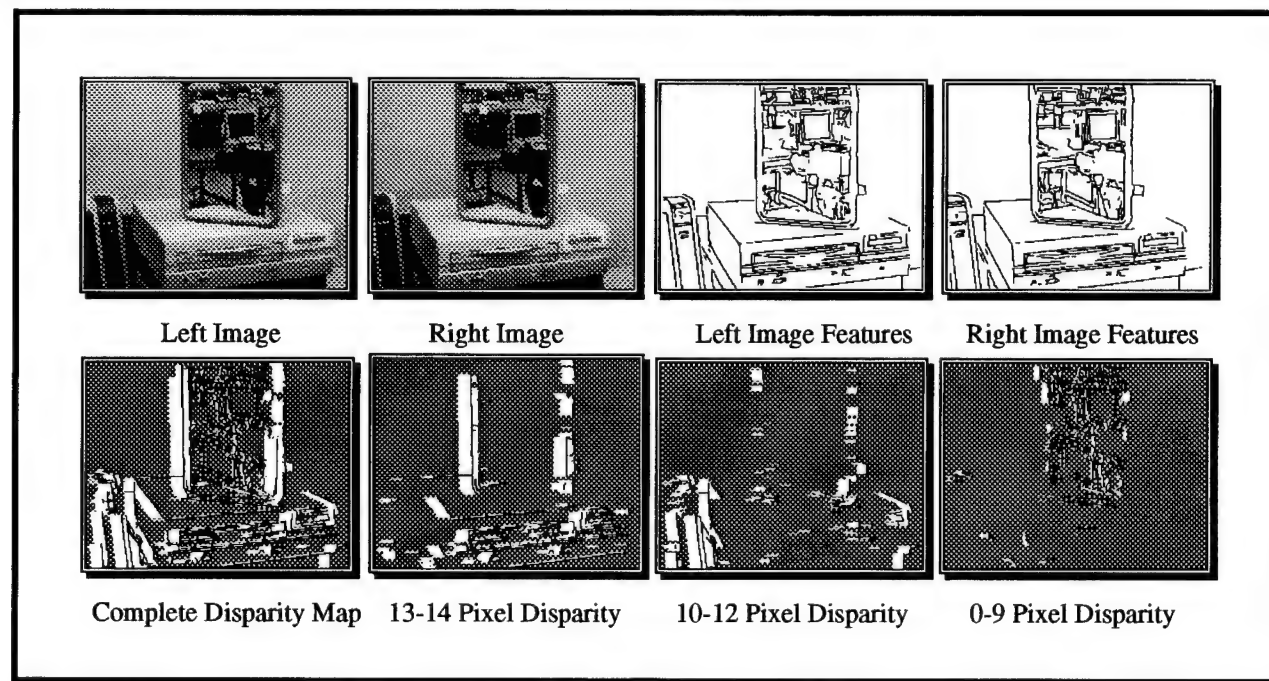 Left Image
Right Image
Left Image Features
Right Image Features
Complete Disparity Map
13-14 Pixel Disparity
10-12 Pixel Disparity
0-9 Pixel Disparity